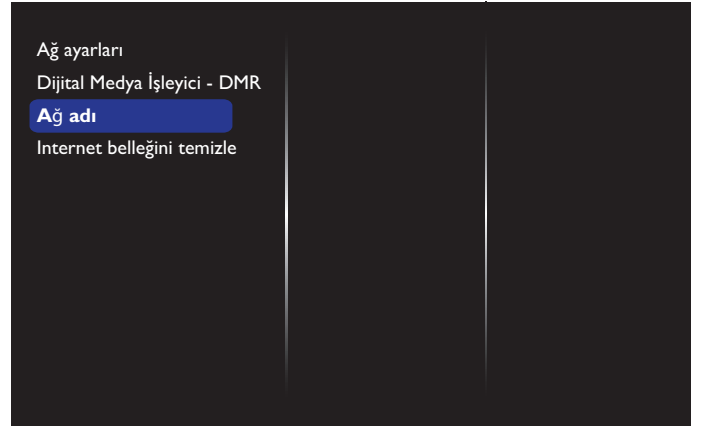 Ağ ayarları
Dijital Medya İşleyici - DMR
Ağ adı
Internet belleğini temizle